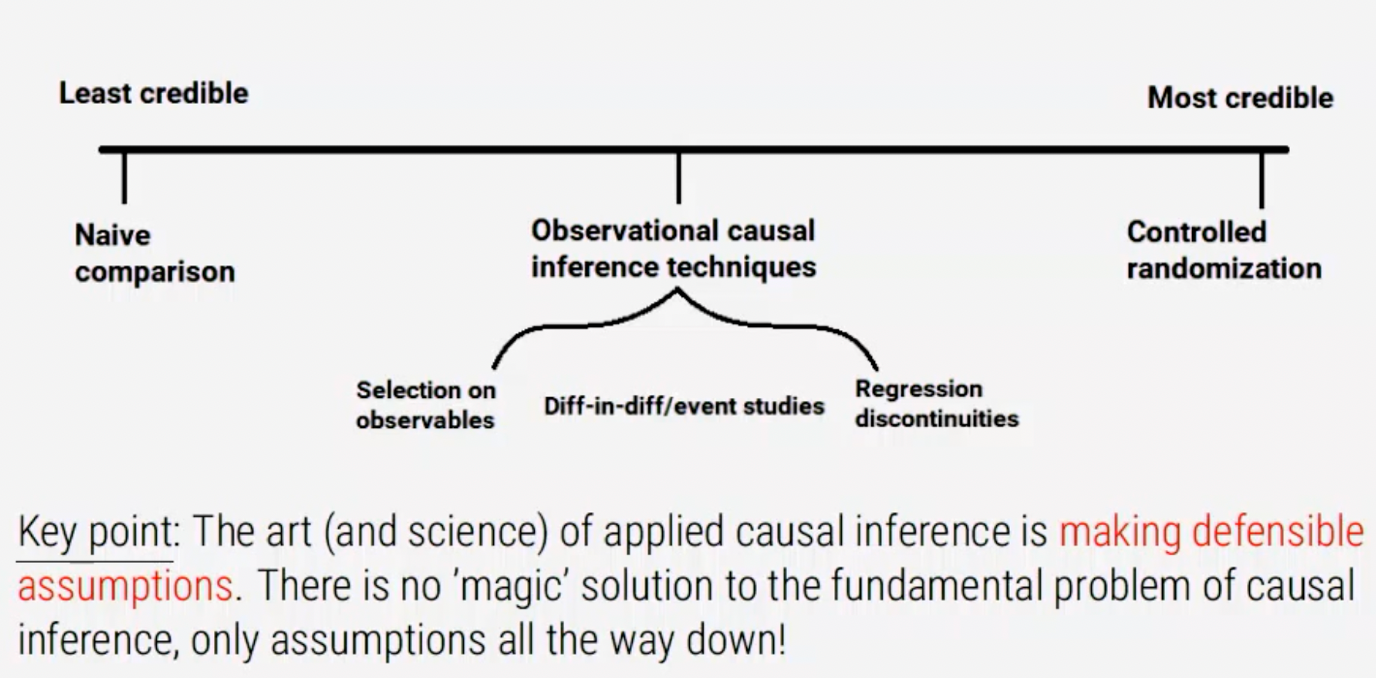 Least credible
Most credible
Naive
comparison
Observational causal
inference techniques
Controlled
randomization
Selection on
observables
Diff-in-diff/event studies
Regression
discontinuities
Key point: The art (and science) of applied causal inference is making defensible
assumptions. There is no 'magic' solution to the fundamental problem of causal
inference, only assumptions all the way down!